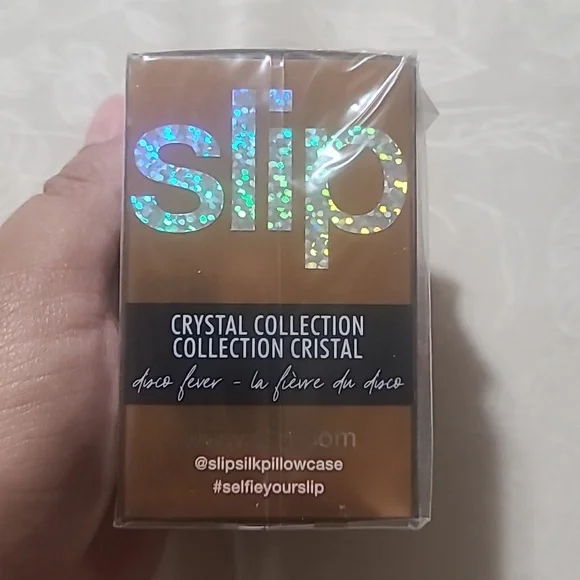 slip
CRYSTAL COLLECTION
COLLECTION CRISTAL
disco fever - la fièvre du disco
@slipsilkpillowcase
#selfieyourslip